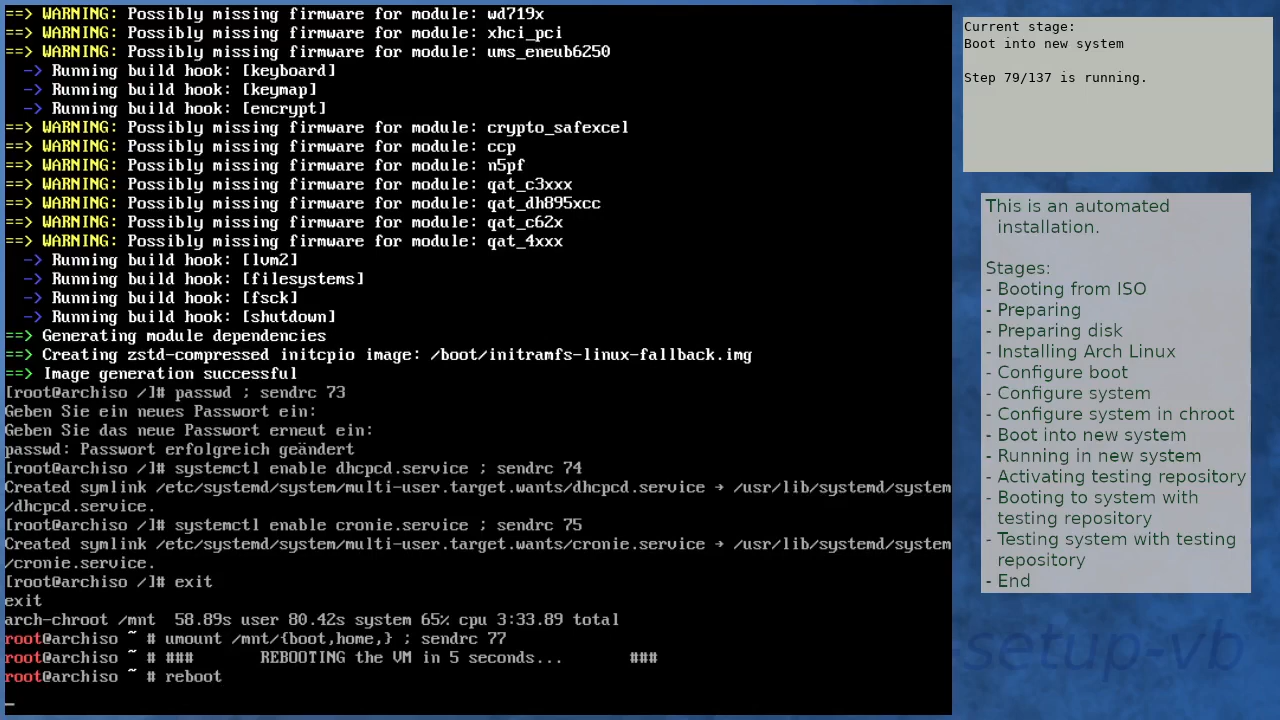 ==> WARNING: Possibly missing firmware for module: wd719x
==> WARNING: Possibly missing firmware for module: xhci_pci
==> WARNING: Possibly missing firmware for module: ums_eneub6250
  -> Running build hook: [keyboard]
  -> Running build hook: [keymap]
  -> Running build hook: [encrypt]
==> WARNING: Possibly missing firmware for module: crypto_safexcel
==> WARNING: Possibly missing firmware for module: ccp
==> WARNING: Possibly missing firmware for module: n5pf
==> WARNING: Possibly missing firmware for module: qat_c3xxx
==> WARNING: Possibly missing firmware for module: qat_dh895xcc
==> WARNING: Possibly missing firmware for module: qat_c62x
==> WARNING: Possibly missing firmware for module: qat_4xxx
  -> Running build hook: [lvm2]
  -> Running build hook: [filesystems]
  -> Running build hook: [fsck]
  -> Running build hook: [shutdown]
==> Generating module dependencies
==> Creating zstd-compressed initcpio image: /boot/initramfs-linux-fallback.img
==> Image generation successful
[root@archiso /]# passwd ; sendrc 73
Geben Sie ein neues Passwort ein:
Geben Sie das neue Passwort erneut ein:
passwd: Passwort erfolgreich geändert
[root@archiso /]# systemctl enable dhcpcd.service ; sendrc 74
Created symlink /etc/systemd/system/multi-user.target.wants/dhcpcd.service → /usr/lib/systemd/system
/dhcpcd.service.
[root@archiso /]# systemctl enable cronie.service ; sendrc 75
Created symlink /etc/systemd/system/multi-user.target.wants/cronie.service → /usr/lib/systemd/system
/cronie.service.
[root@archiso /]# exit
exit
arch-chroot /mnt  58.89s user 80.42s system 65% cpu 3:33.89 total
root@archiso ~ # umount /mnt/{boot,home,} ; sendrc 77
root@archiso ~ # ###       REBOOTING the VM in 5 seconds...       ###
root@archiso ~ # reboot
_
Current stage:
Boot into new system
Step 79/137 is running.
This is an automated
installation.
Stages:
- Booting from ISO
- Preparing
- Preparing disk
- Installing Arch Linux
- Configure boot
- Configure system
- Configure system in chroot
- Boot into new system
- Running in new system
- Activating testing repository
- Booting to system with
testing repository
- Testing system with testing
repository
- End
-setup-vb